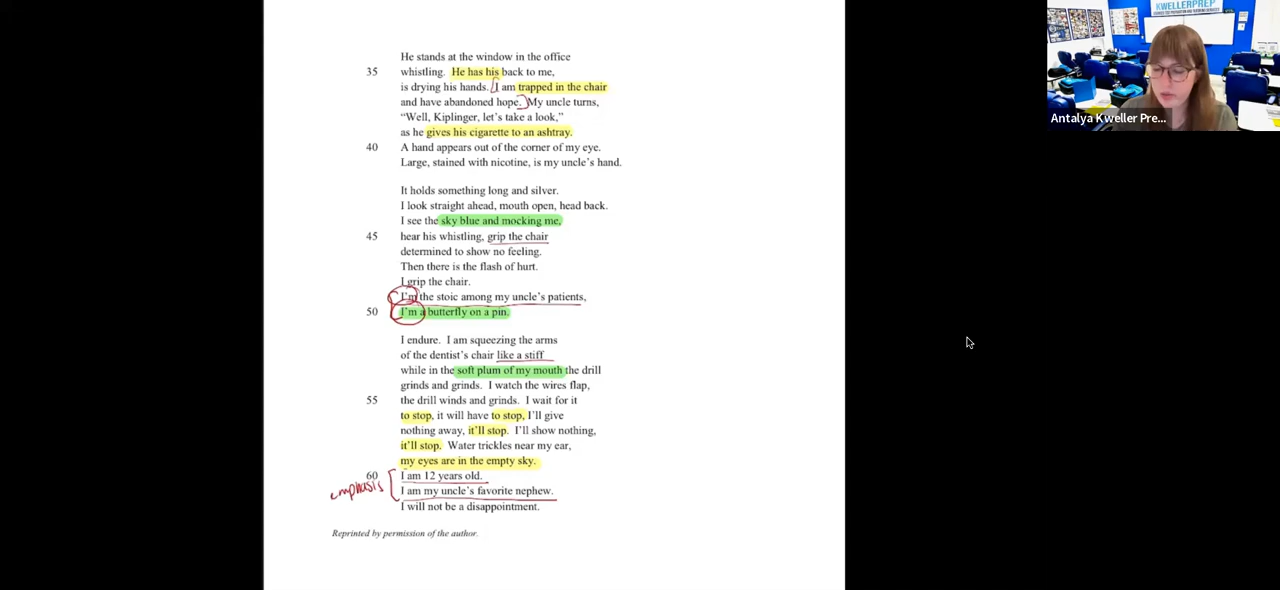 He stands at the window in the office
35 whistling. He has his back to me,
is drying his hands. I am trapped in the chair
and have abandoned hope. My uncle turns,
“Well, Kiplinger, let’s take a look,”
as he gives his cigarette to an ashtray.
40 A hand appears out of the corner of my eye.
Large, stained with nicotine, is my uncle’s hand.
It holds something long and silver.
I look straight ahead, mouth open, head back.
I see the sky blue and mocking me,
45 hear his whistling, grip the chair
determined to show no feeling.
Then there is the flash of hurt.
I grip the chair.
I’m the stoic among my uncle’s patients,
50 I’m a butterfly on a pin.
I endure. I am squeezing the arms
of the dentist’s chair like a stiff
while in the soft plum of my mouth the drill
grinds and grinds. I watch the wires flap,
55 the drill winds and grinds. I wait for it
to stop, it will have to stop, I’ll give
nothing away, it’ll stop. I’ll show nothing,
it’ll stop. Water trickles near my ear,
my eyes are in the empty sky.
60 I am 12 years old.
emphasis
I am my uncle’s favorite nephew.
I will not be a disappointment.
Reprinted by permission of the author.
KWELLERPREP
Antalya Kweller Pre...